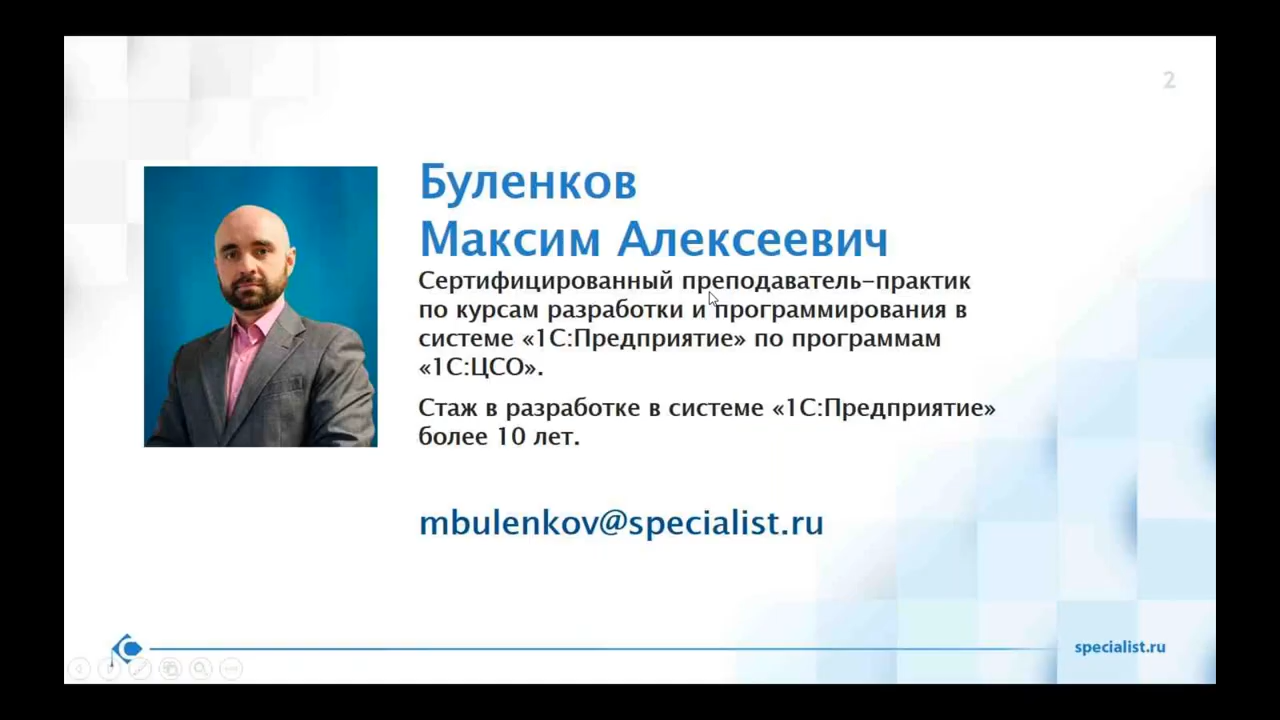 2
Буленков
Максим Алексеевич
Сертифицированный преподаватель-практик
по курсам разработки и программирования в
системе «1С:Предприятие» по программам
«1С:ЦСО».
Стаж в разработке в системе «1С:Предприятие»
более 10 лет.
mbulenkov@specialist.ru
specialist.ru